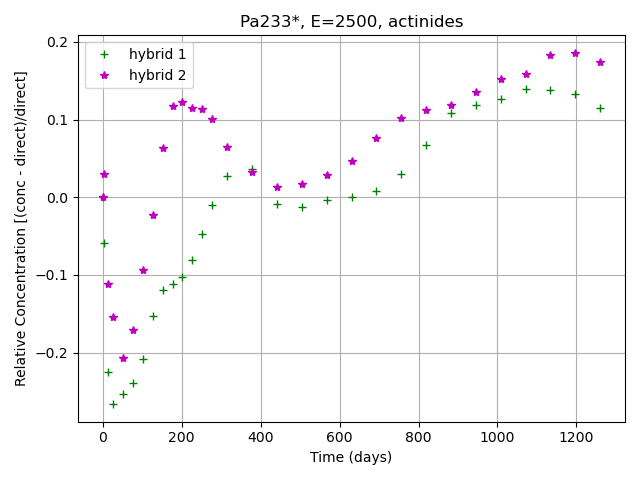 Pa233*, E=2500, actinides
hybrid 1
hybrid 2
Relative Concentration [(conc - direct)/direct]
0.2
0.1
0.0
−0.1
−0.2
0
200
400
600
800
1000
1200
Time (days)